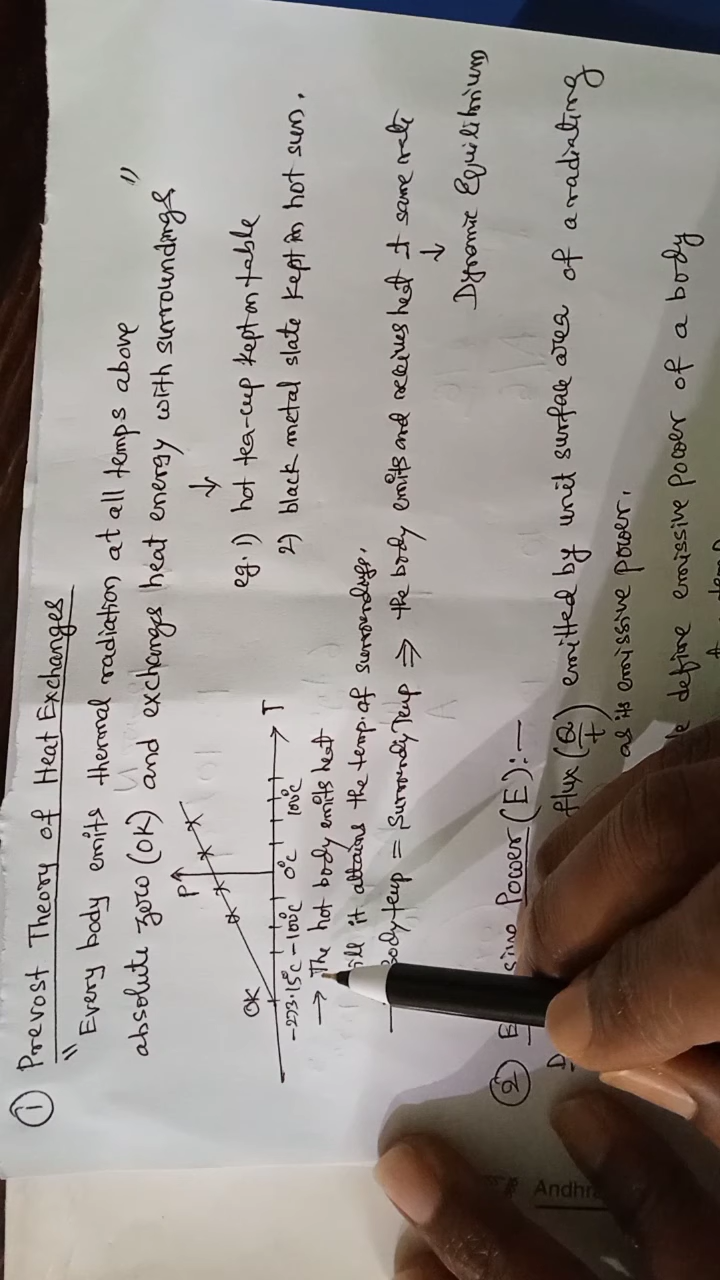 ① Prevost Theory of Heat Exchanges
"Every body emits thermal radiation at all temps above
absolute zero (0K) and exchanges heat energy with surroundings"
↓
eg. 1) hot tea-cup kept on table
2) black metal slate kept in hot sun.
P
0K
-273.15°C -100°C 0°C 100°C T
→ The hot body emits heat
ill it attains the temp. of surroundings.
Body temp = Surrounding Temp ⇒ the body emits and receives heat at same rate
↓
Dynamic Equilibrium
② E sive Power (E):-
flux (Q/t) emitted by unit surface area of a radiating
as its emissive power.
define emissive power of a body
Andhra